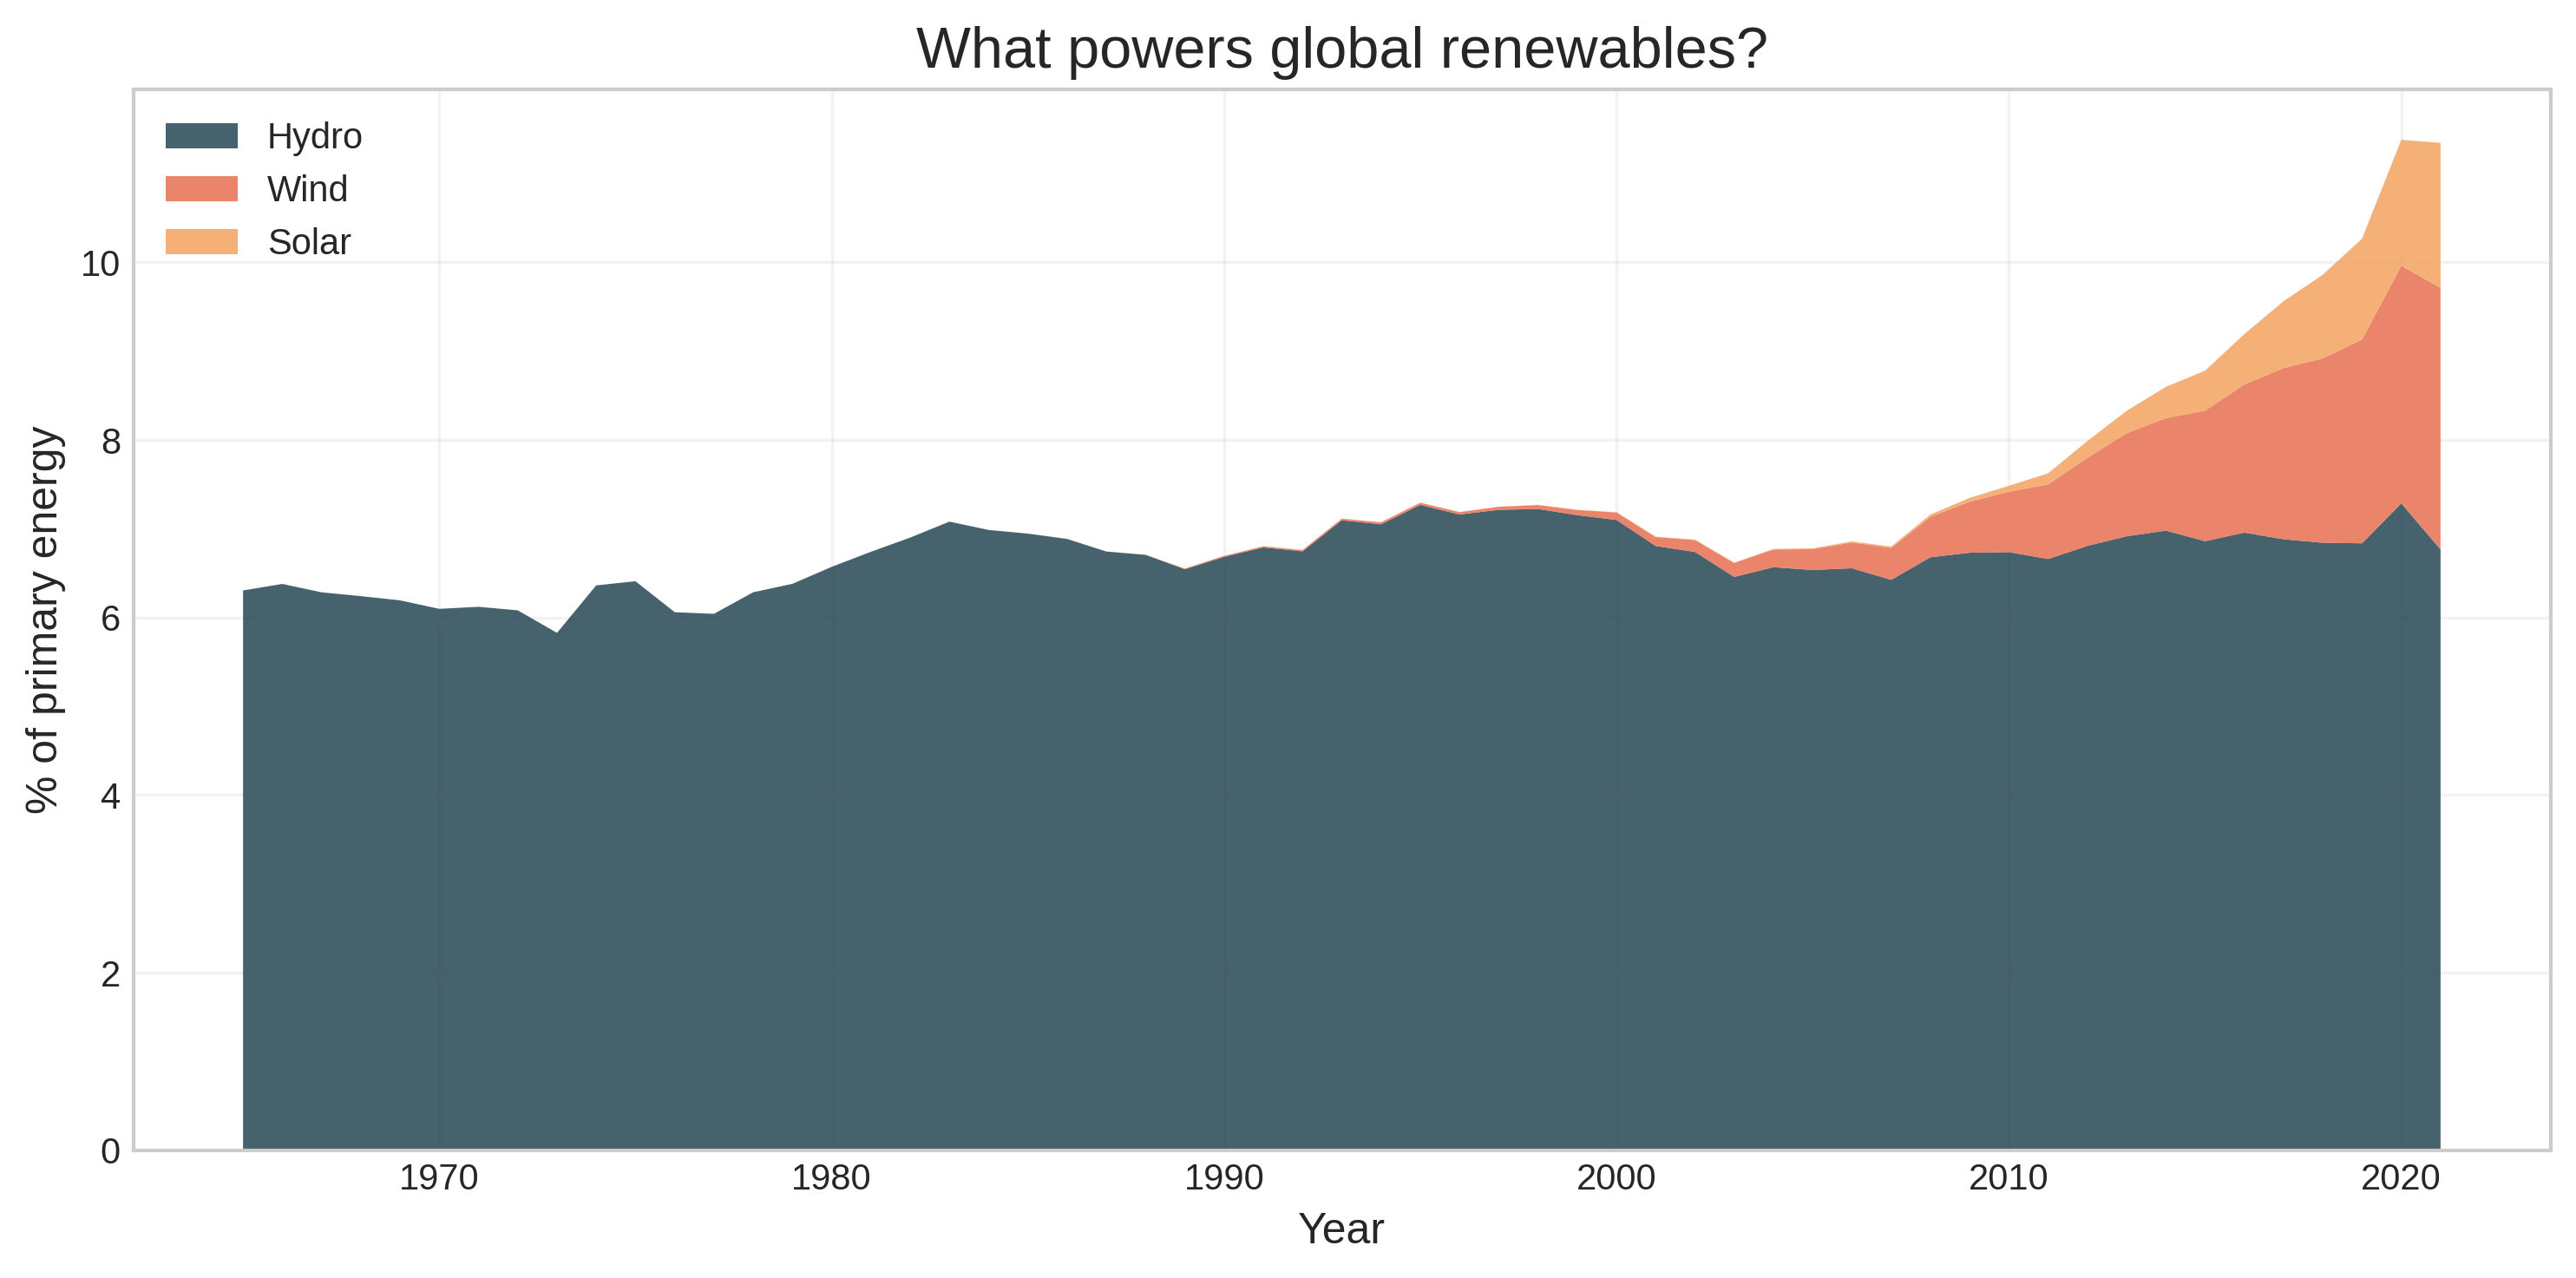 What powers global renewables?
Hydro
Wind
Solar
% of primary energy
10
8
6
4
2
0
1970
1980
1990
2000
2010
2020
Year